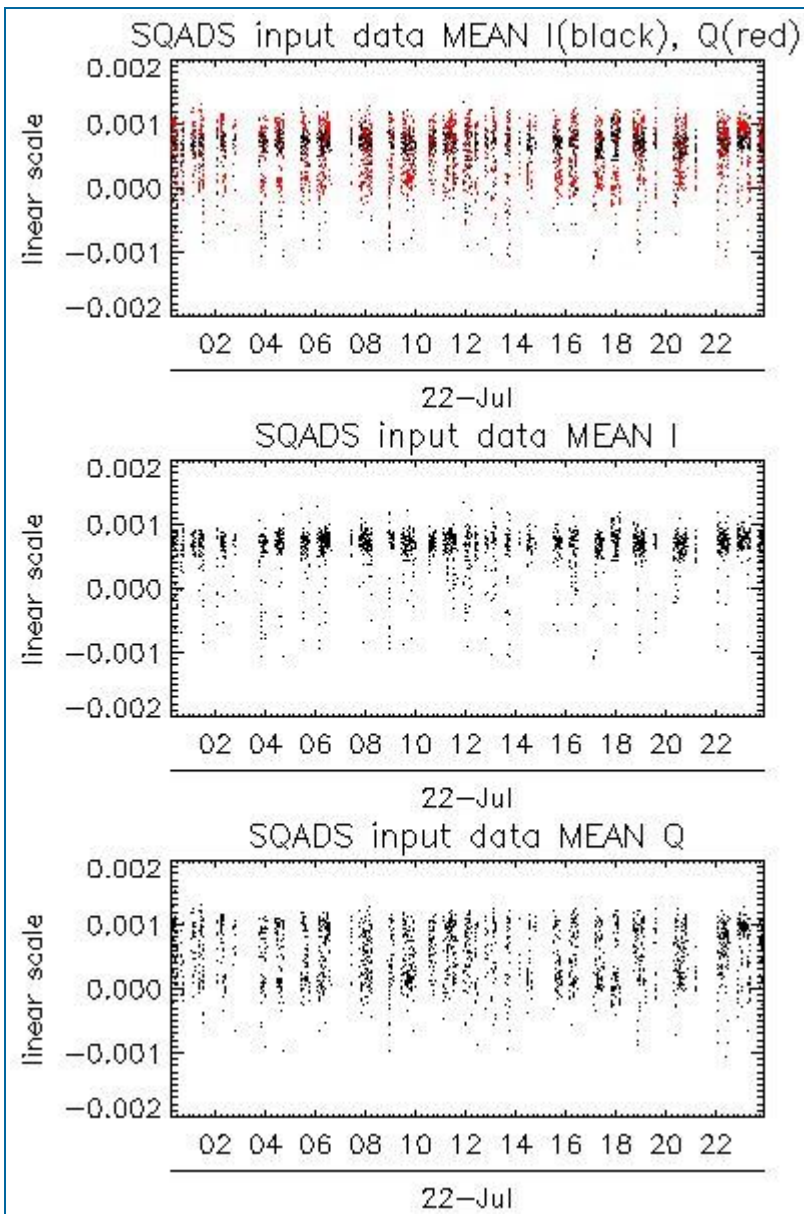 SQADS input data MEAN I(black), Q(red)
linear scale
0.002
0.001
0.000
−0.001
−0.002
02 04 06 08 10 12 14 16 18 20 22
22−Jul
SQADS input data MEAN I
linear scale
0.002
0.001
0.000
−0.001
−0.002
02 04 06 08 10 12 14 16 18 20 22
22−Jul
SQADS input data MEAN Q
linear scale
0.002
0.001
0.000
−0.001
−0.002
02 04 06 08 10 12 14 16 18 20 22
22−Jul